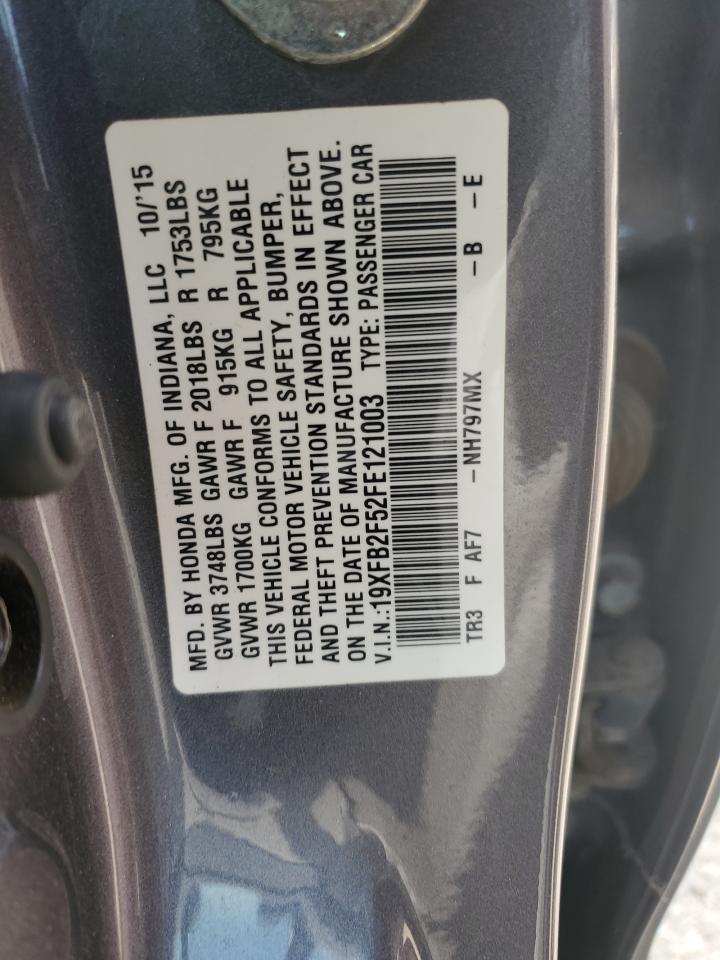 MFD. BY HONDA MFG. OF INDIANA, LLC 10/'15
GVWR 3748LBS GAWR F 2018LBS R 1753LBS
GVWR 1700KG GAWR F 915KG R 795KG
THIS VEHICLE CONFORMS TO ALL APPLICABLE
FEDERAL MOTOR VEHICLE SAFETY, BUMPER,
AND THEFT PREVENTION STANDARDS IN EFFECT
ON THE DATE OF MANUFACTURE SHOWN ABOVE.
V.I.N.:19XFB2F52FE121003 TYPE: PASSENGER CAR
TR3 F AF7 -NH797MX -B -E